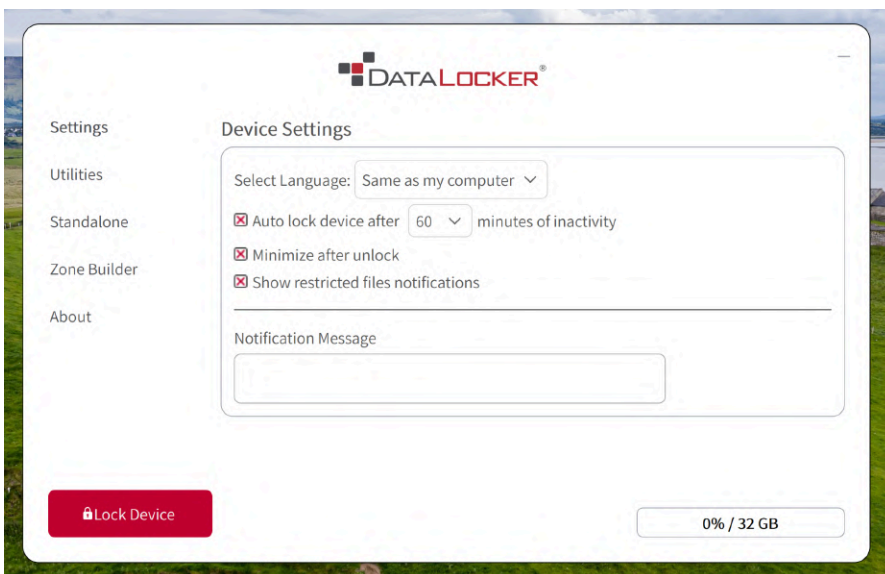 DATALOCKER®
Settings
Utilities
Standalone
Zone Builder
About
Device Settings
Select Language: Same as my computer
Auto lock device after 60 minutes of inactivity
Minimize after unlock
Show restricted files notifications
Notification Message
Lock Device
0% / 32 GB